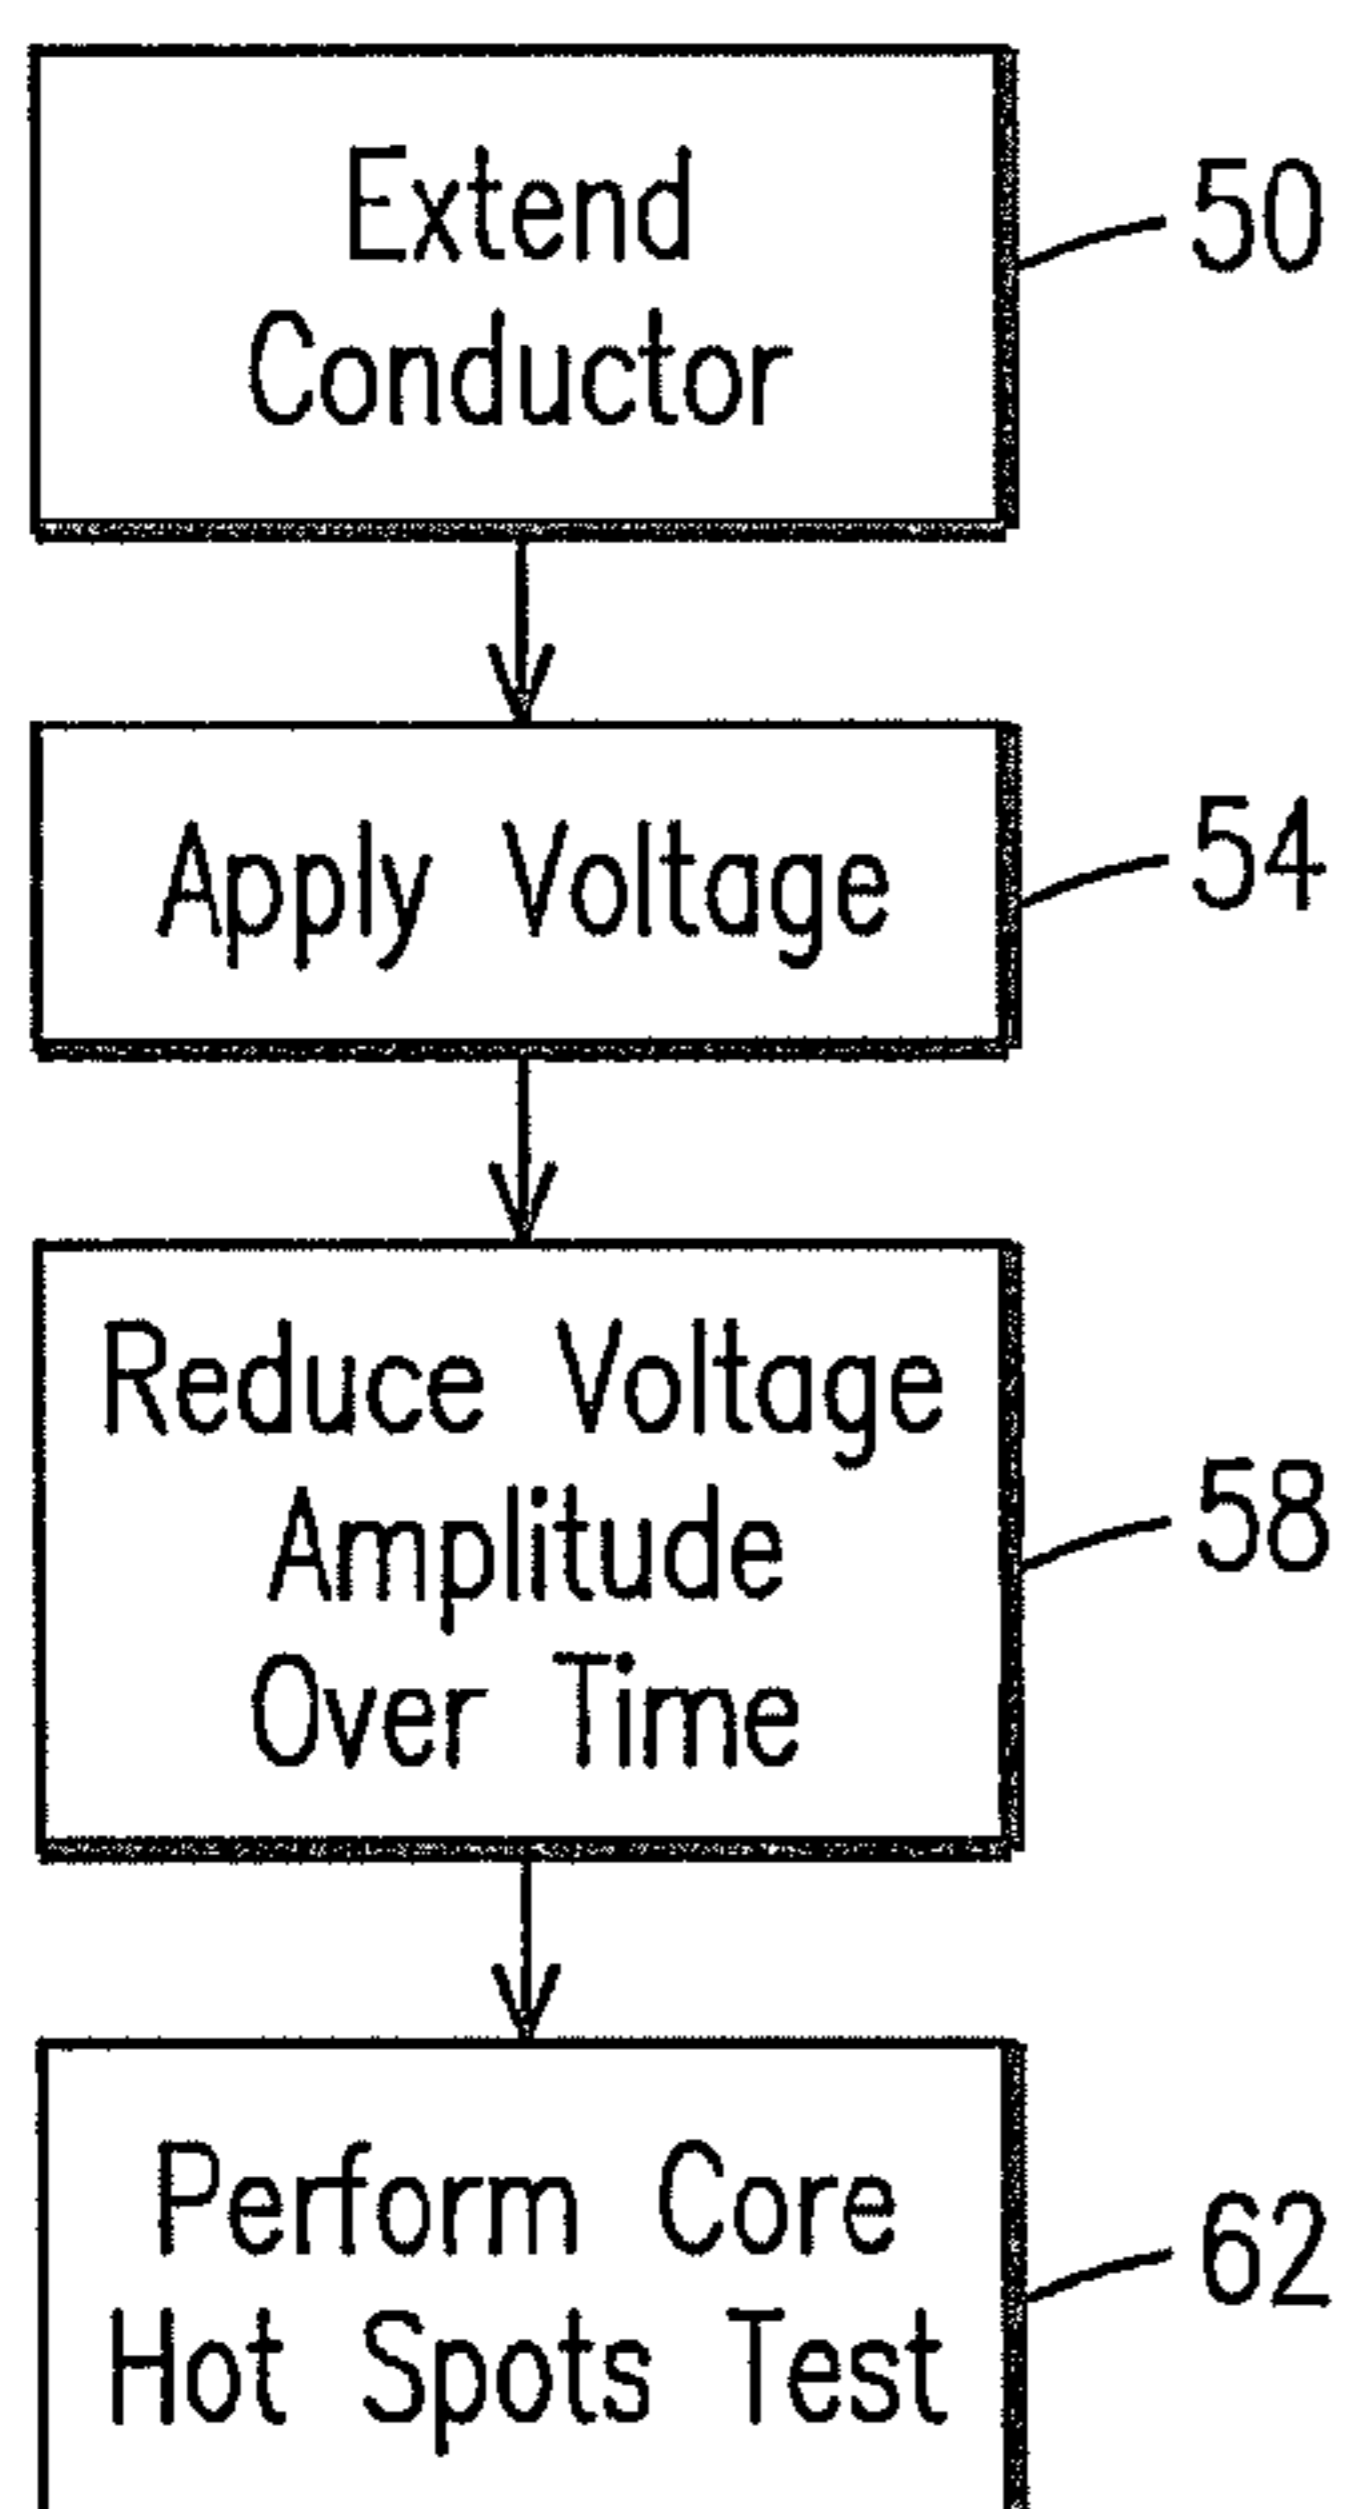 Extend
Conductor
50
Apply Voltage
54
Reduce Voltage
Amplitude
Over Time
58
Perform Core
Hot Spots Test
62